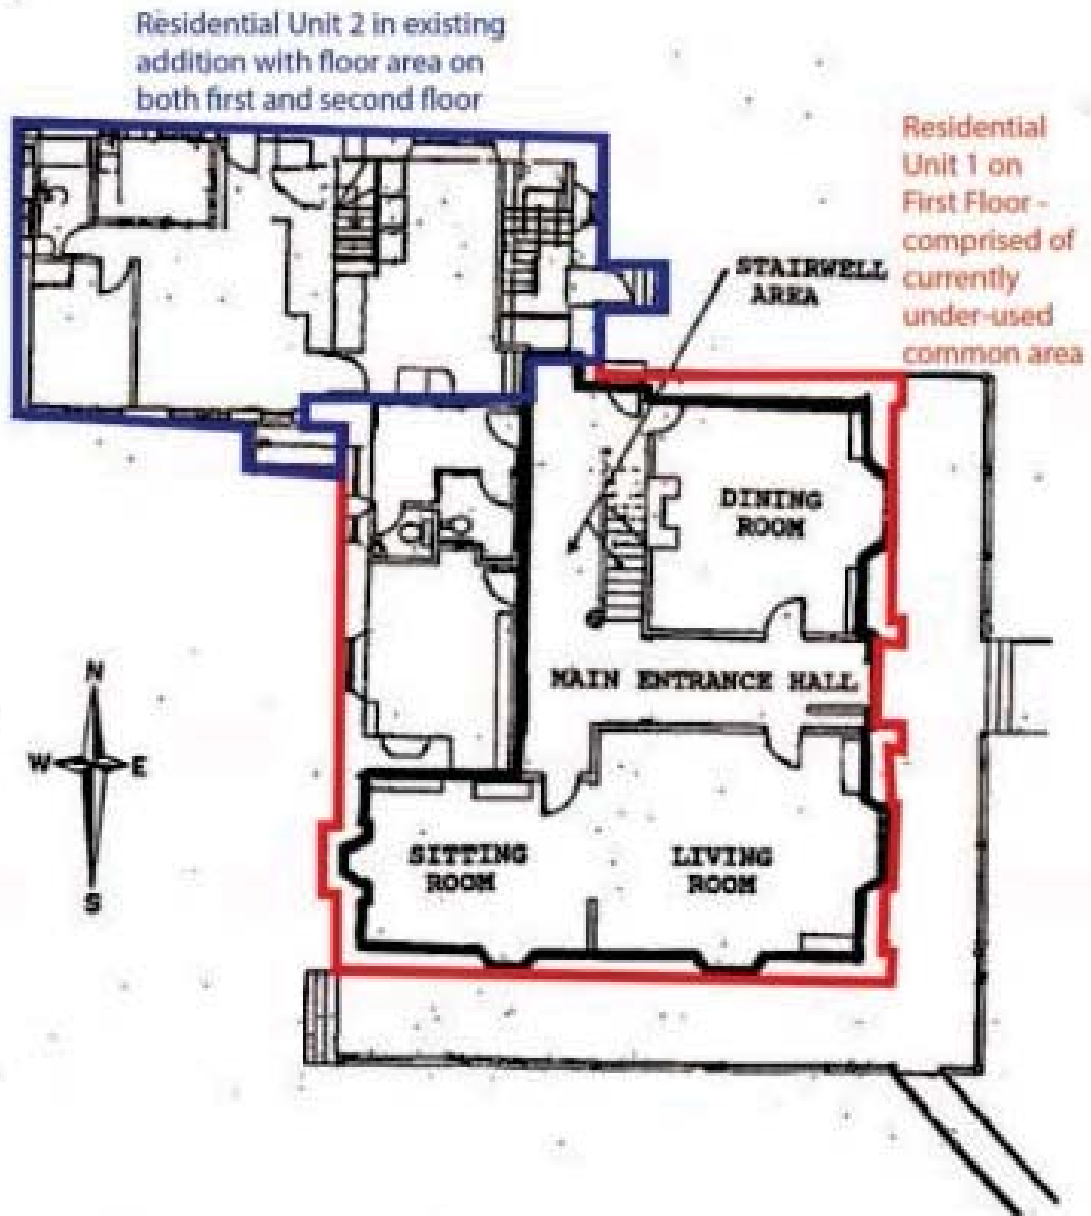 Residential Unit 2 in existing
addition with floor area on
both first and second floor
Residential
Unit 1 on
First Floor -
comprised of
currently
under-used
common area
STAIRWELL
AREA
DINING
ROOM
MAIN ENTRANCE HALL
SITTING
ROOM
LIVING
ROOM
N
W
E
S